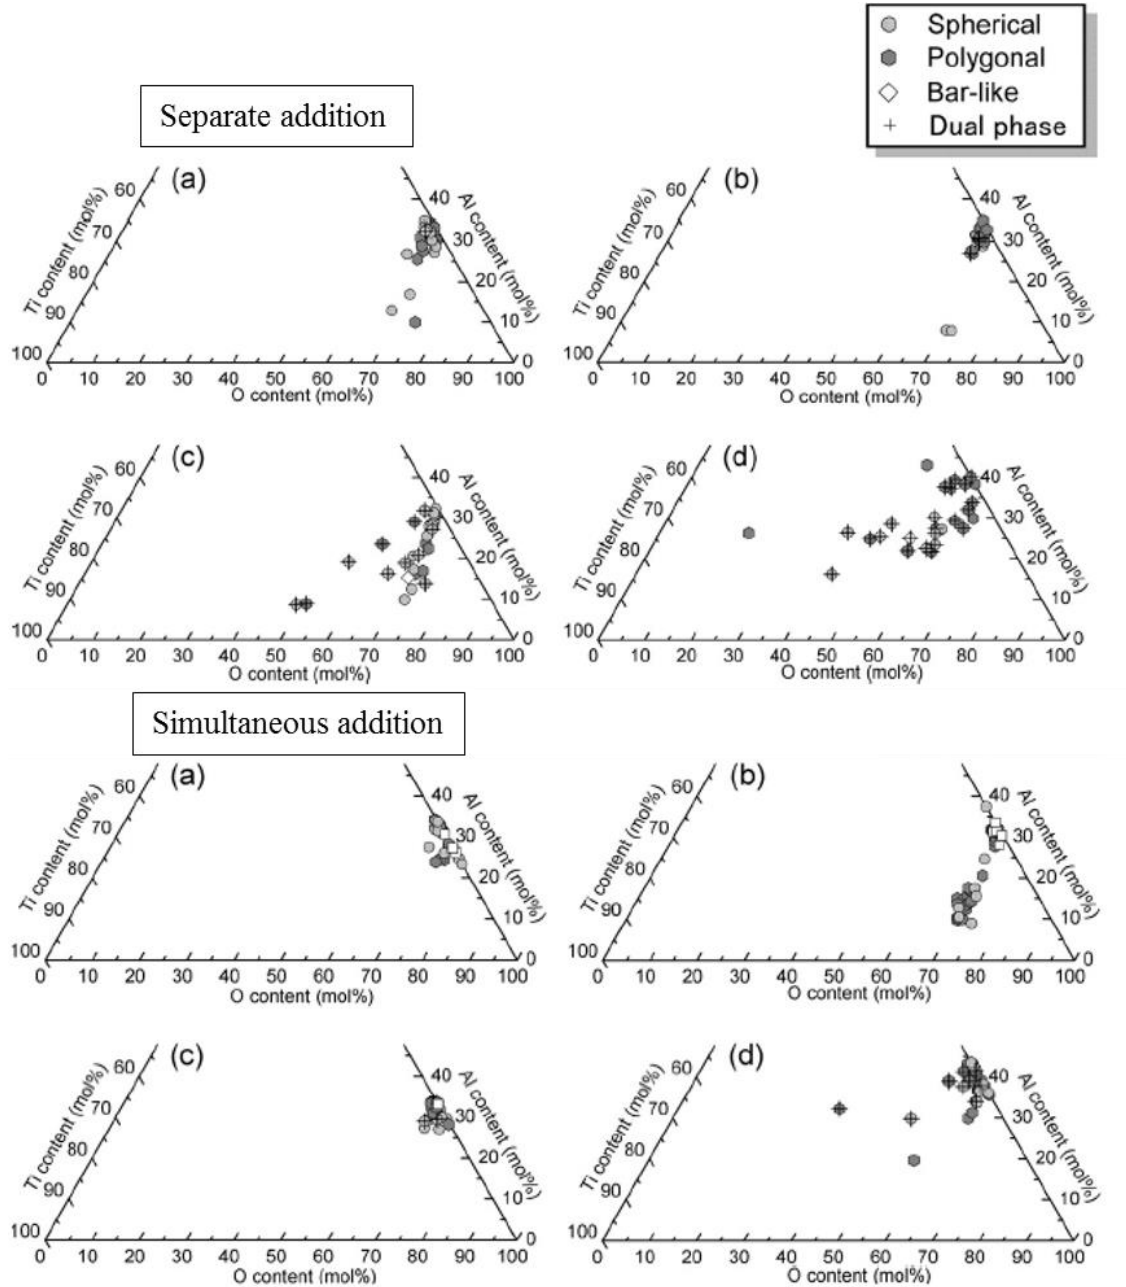 Spherical
Polygonal
Bar-like
Dual phase
Separate addition
(a)
Ti content (mol%)
60
70
80
90
100
Al content (mol%)
40
30
20
10
0
0 10 20 30 40 50 60 70 80 90 100
O content (mol%)
(b)
Ti content (mol%)
60
70
80
90
100
Al content (mol%)
40
30
20
10
0
0 10 20 30 40 50 60 70 80 90 100
O content (mol%)
(c)
Ti content (mol%)
60
70
80
90
100
Al content (mol%)
40
30
20
10
0
0 10 20 30 40 50 60 70 80 90 100
O content (mol%)
(d)
Ti content (mol%)
60
70
80
90
100
Al content (mol%)
40
30
20
10
0
0 10 20 30 40 50 60 70 80 90 100
O content (mol%)
Simultaneous addition
(a)
Ti content (mol%)
60
70
80
90
100
Al content (mol%)
40
30
20
10
0
0 10 20 30 40 50 60 70 80 90 100
O content (mol%)
(b)
Ti content (mol%)
60
70
80
90
100
Al content (mol%)
40
30
20
10
0
0 10 20 30 40 50 60 70 80 90 100
O content (mol%)
(c)
Ti content (mol%)
60
70
80
90
100
Al content (mol%)
40
30
20
10
0
0 10 20 30 40 50 60 70 80 90 100
O content (mol%)
(d)
Ti content (mol%)
60
70
80
90
100
Al content (mol%)
40
30
20
10
0
0 10 20 30 40 50 60 70 80 90 100
O content (mol%)